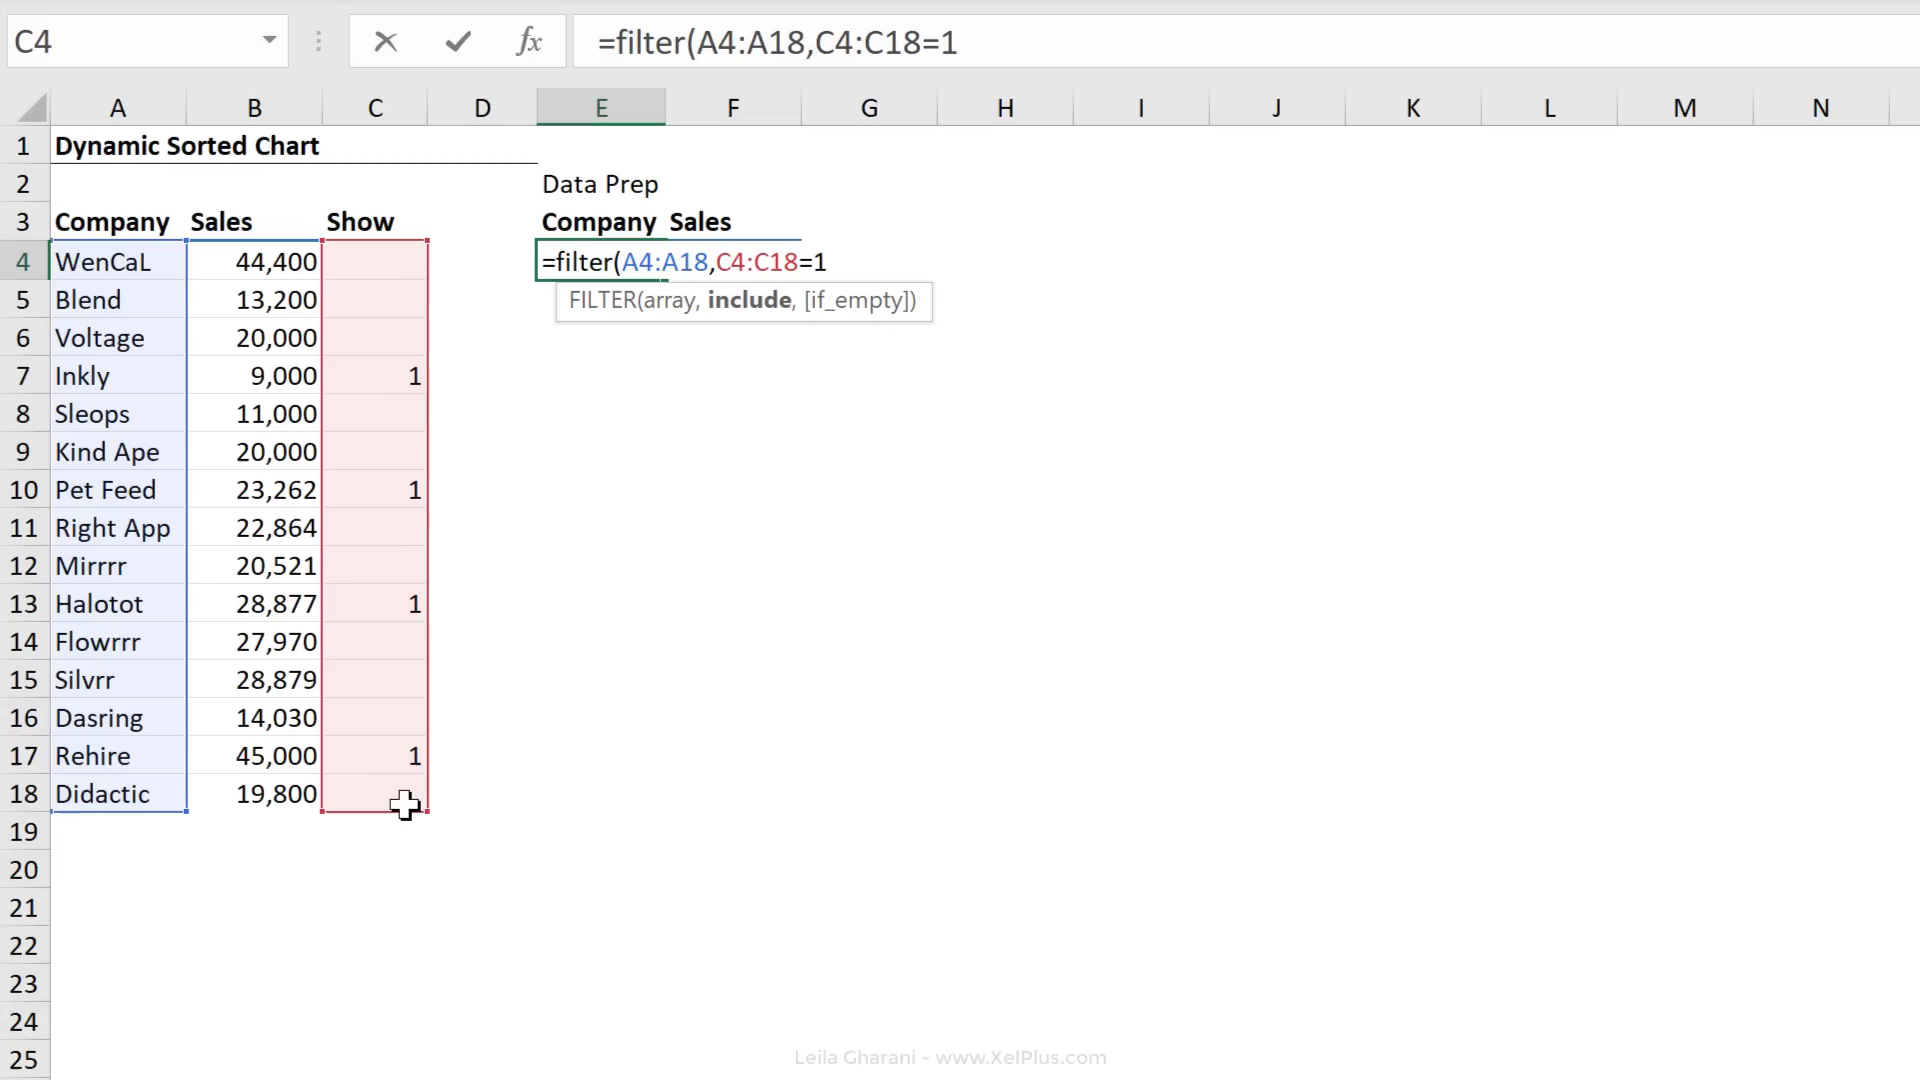 C4 fx =filter(A4:A18,C4:C18=1
A B C D E F G H I J K L M N
1 Dynamic Sorted Chart
2 Data Prep
3 Company Sales Show Company Sales
4 WenCaL 44,400 =filter(A4:A18,C4:C18=1
5 Blend 13,200 FILTER(array, include, [if_empty])
6 Voltage 20,000
7 Inkly 9,000 1
8 Sleops 11,000
9 Kind Ape 20,000
10 Pet Feed 23,262 1
11 Right App 22,864
12 Mirrrr 20,521
13 Halotot 28,877 1
14 Flowrrr 27,970
15 Silvrr 28,879
16 Dasring 14,030
17 Rehire 45,000 1
18 Didactic 19,800
19
20
21
22
23
24
25
Leila Gharani - www.XelPlus.com